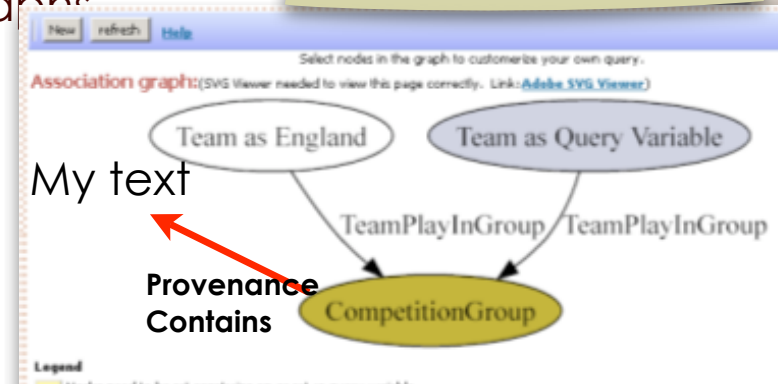 New refresh Help
Select nodes in the graph to customerize your own query.
Association graph:(SVG Viewer needed to view this page correctly. Link:Adobe SVG Viewer)
Team as England
Team as Query Variable
My text
TeamPlayInGroup
TeamPlayInGroup
Provenance
Contains
CompetitionGroup
Legend